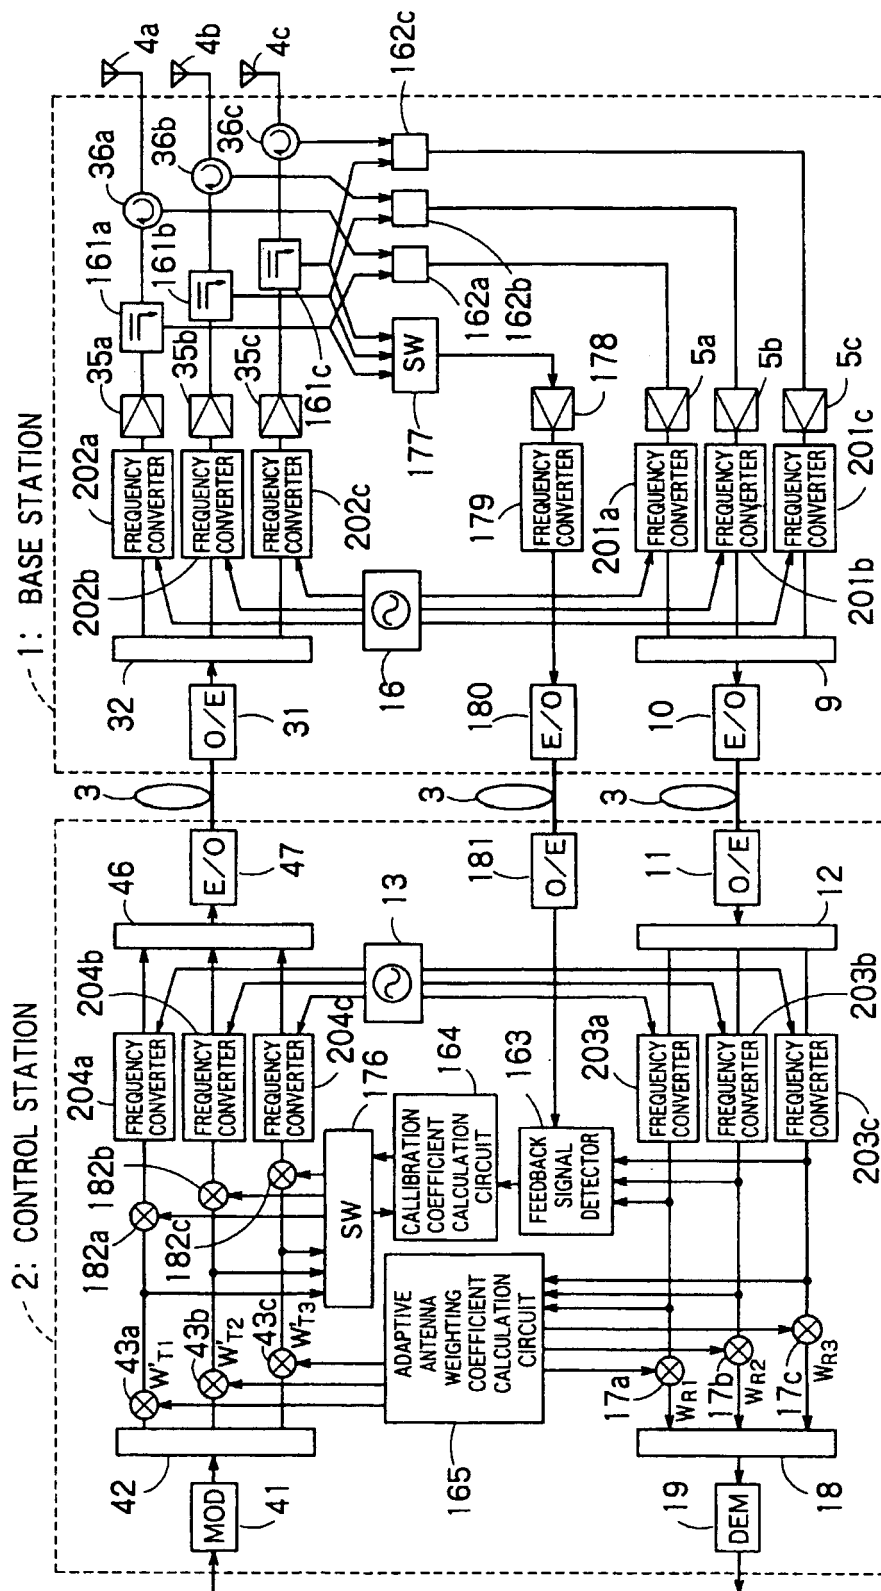 2: CONTROL STATION
1: BASE STATION
MOD
41
42
43a
W'T1
43b
W'T2
43c
W'T3
182a
182b
182c
204a
FREQUENCY CONVERTER
204b
FREQUENCY CONVERTER
204c
FREQUENCY CONVERTER
46
E/O
47
3
O/E
31
32
202a
FREQUENCY CONVERTER
202b
FREQUENCY CONVERTER
202c
FREQUENCY CONVERTER
35a
35b
35c
161a
161b
161c
36a
36b
36c
4a
4b
4c
165
ADAPTIVE
ANTENNA
WEIGHTING
COEFFICIENT
CALCULATION
CIRCUIT
SW
176
CALLIBRATION
COEFFICIENT
CALCULATION
CIRCUIT
164
FEEDBACK
SIGNAL
DETECTOR
163
13
O/E
181
3
E/O
180
16
FREQUENCY
CONVERTER
179
178
SW
177
162a
162b
162c
DEM
19
18
17a
WR1
17b
WR2
17c
WR3
203a
FREQUENCY
CONVERTER
FREQUENCY
CONVERTER
203b
FREQUENCY
CONVERTER
203c
12
O/E
11
3
E/O
10
9
201a
FREQUENCY
CONVERTER
FREQUENCY
CONVERTER
201b
FREQUENCY
CONVERTER
201c
5a
5b
5c